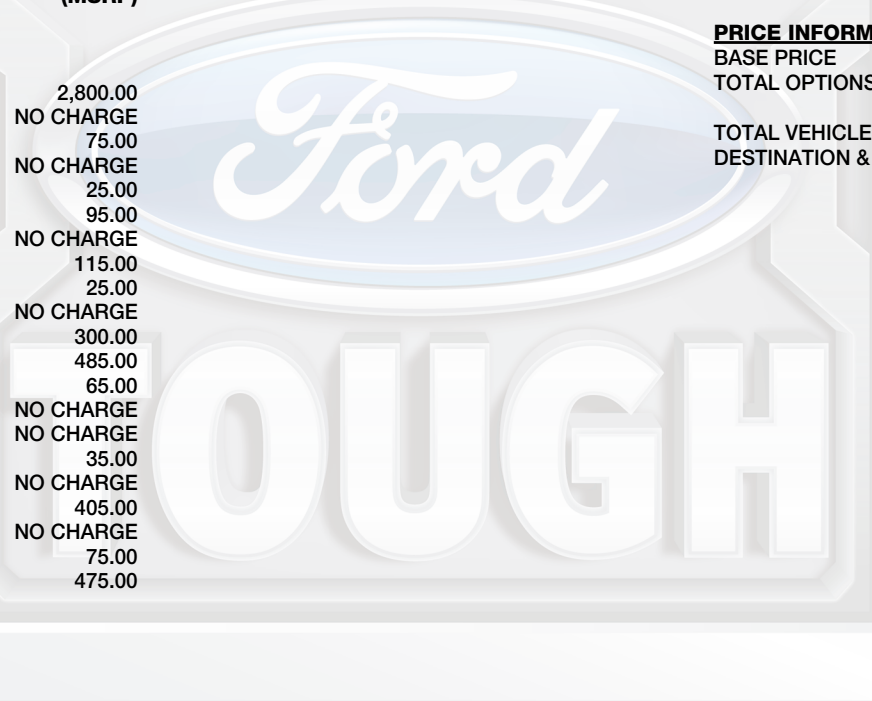 (MSRP)
2,800.00
NO CHARGE
75.00
NO CHARGE
25.00
95.00
NO CHARGE
115.00
25.00
NO CHARGE
300.00
485.00
65.00
NO CHARGE
NO CHARGE
35.00
NO CHARGE
405.00
NO CHARGE
75.00
475.00
PRICE INFORM
BASE PRICE
TOTAL OPTIONS
TOTAL VEHICLE
DESTINATION &
Ford
TOUGH